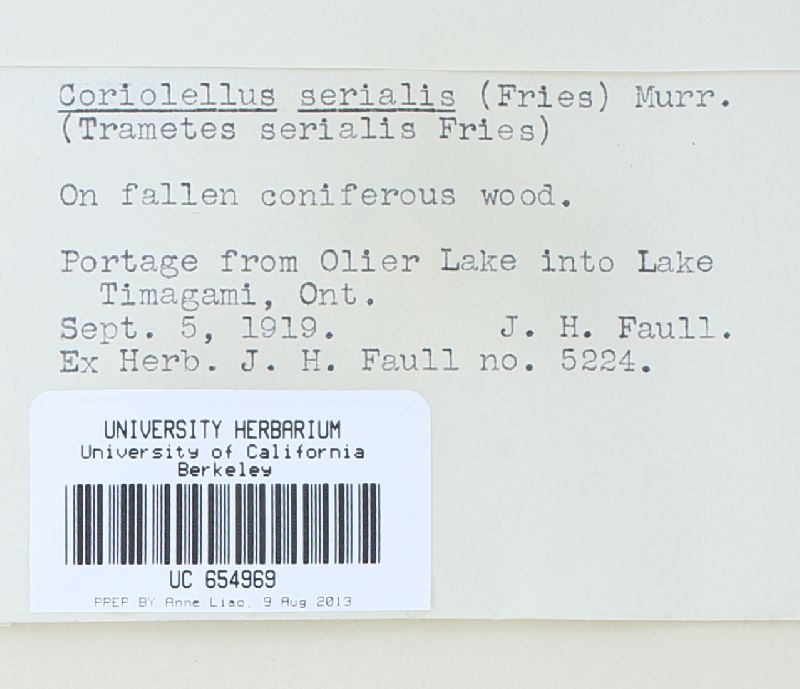 Coriolellus serialis (Fries) Murr.
(Trametes serialis Fries)
On fallen coniferous wood.
Portage from Olier Lake into Lake
Timagami, Ont.
Sept. 5, 1919. J. H. Faull.
Ex Herb. J. H. Faull no. 5224.
UNIVERSITY HERBARIUM
University of California
Berkeley
UC 654969
PREP BY Anne Liao, 9 Aug 2013